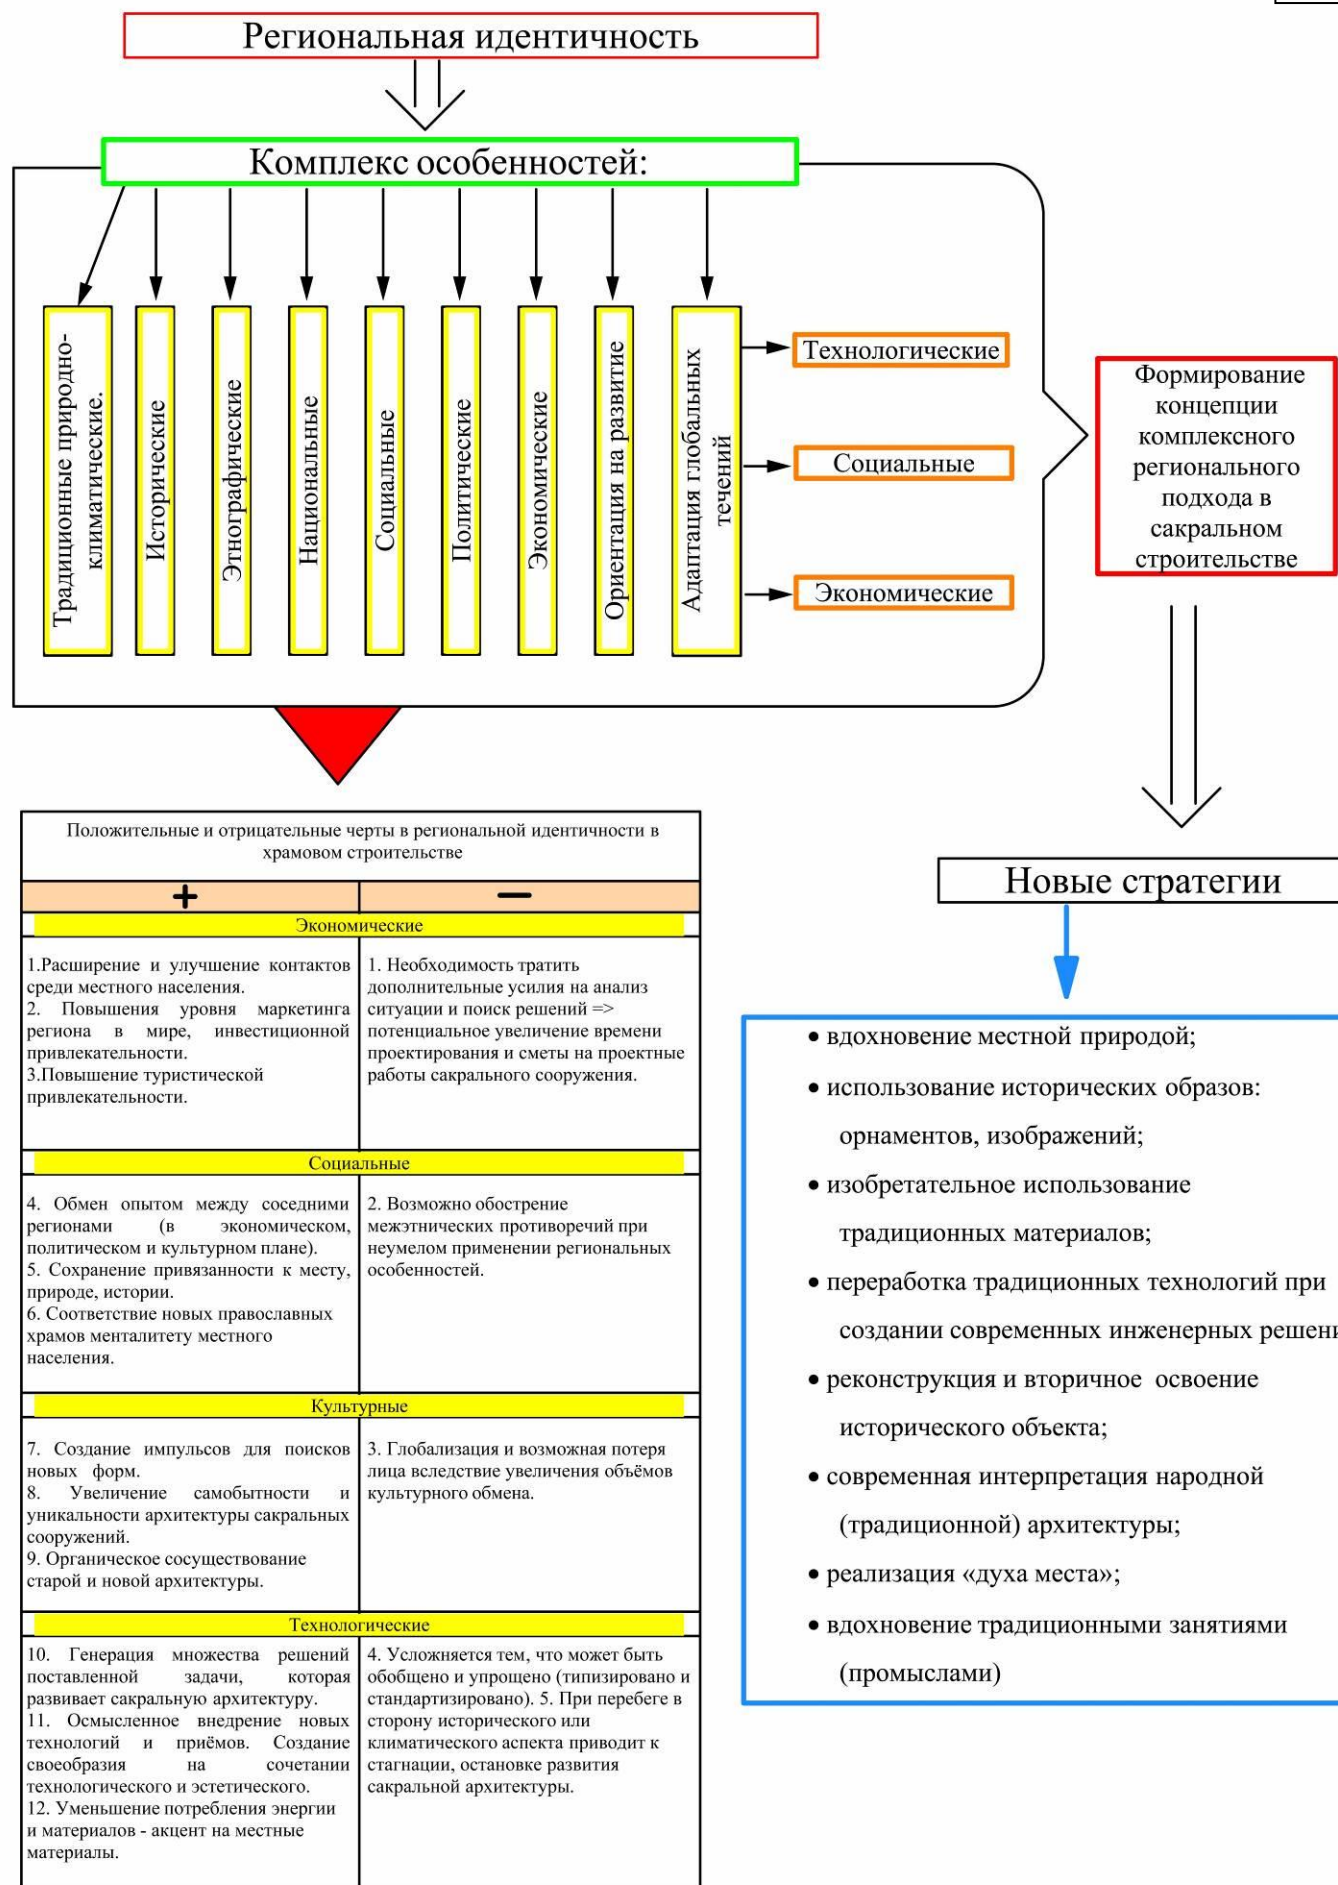 Региональная идентичность
Комплекс особенностей:
Традиционные природно-
климатические.
Исторические
Этнографические
Национальные
Социальные
Политические
Экономические
Ориентация на развитие
Адаптация глобальных
течений
Технологические
Социальные
Экономические
Формирование
концепции
комплексного
регионального
подхода в
сакральном
строительстве
Положительные и отрицательные черты в региональной идентичности в
храмовом строительстве
+
—
Экономические
1.Расширение и улучшение контактов
среди местного населения.
2. Повышения уровня маркетинга
региона в мире, инвестиционной
привлекательности.
3.Повышение туристической
привлекательности.
1. Необходимость тратить
дополнительные усилия на анализ
ситуации и поиск решений =>
потенциальное увеличение времени
проектирования и сметы на проектные
работы сакрального сооружения.
Социальные
4. Обмен опытом между соседними
регионами (в экономическом,
политическом и культурном плане).
5. Сохранение привязанности к месту,
природе, истории.
6. Соответствие новых православных
храмов менталитету местного
населения.
2. Возможно обострение
межэтнических противоречий при
неумелом применении региональных
особенностей.
Культурные
7. Создание импульсов для поисков
новых форм.
8. Увеличение самобытности и
уникальности архитектуры сакральных
сооружений.
9. Органическое сосуществование
старой и новой архитектуры.
3. Глобализация и возможная потеря
лица вследствие увеличения объёмов
культурного обмена.
Технологические
10. Генерация множества решений
поставленной задачи, которая
развивает сакральную архитектуру.
11. Осмысленное внедрение новых
технологий и приёмов. Создание
своеобразия на сочетании
технологического и эстетического.
12. Уменьшение потребления энергии
и материалов - акцент на местные
материалы.
4. Усложняется тем, что может быть
обобщено и упрощено (типизировано и
стандартизировано). 5. При перебеге в
сторону исторического или
климатического аспекта приводит к
стагнации, остановке развития
сакральной архитектуры.
Новые стратегии
• вдохновение местной природой;
• использование исторических образов:
орнаментов, изображений;
• изобретательное использование
традиционных материалов;
• переработка традиционных технологий при
создании современных инженерных решени
• реконструкция и вторичное освоение
исторического объекта;
• современная интерпретация народной
(традиционной) архитектуры;
• реализация «духа места»;
• вдохновение традиционными занятиями
(промыслами)